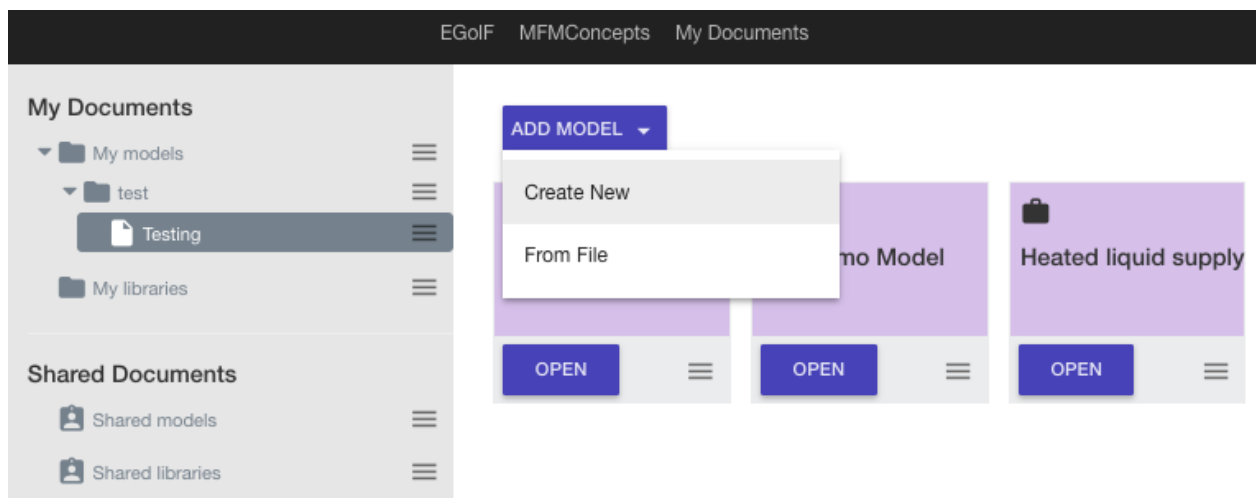 EGolF MFMConcepts My Documents
My Documents
My models
test
Testing
My libraries
Shared Documents
Shared models
Shared libraries
ADD MODEL
Create New
From File
mo Model
Heated liquid supply
OPEN
OPEN
OPEN